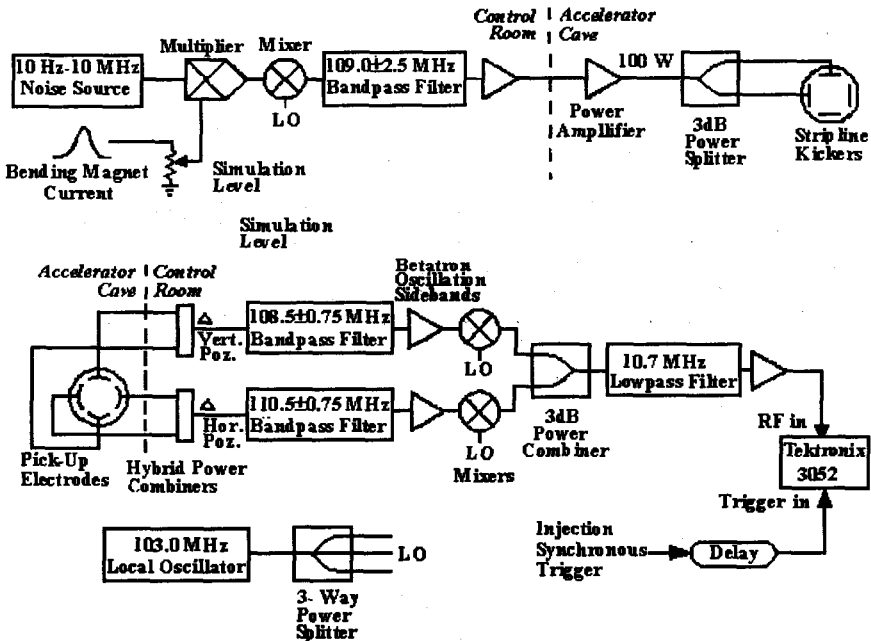 Control
Room
Accelerator
Cave
Multiplier
Mixer
10 Hz-10 MHz
Noise Source
109.0±2.5 MHz
Bandpass Filter
100 W
LO
Power
Ampllifier
3dB
Power
Splitter
Stripline
Kickers
Bending Magnet
Current
Simulation
Level
Simulation
Level
Accelerator
Cave
Control
Room
Betatron
Oscillation
Sidebands
Δ
Vert.
Poz.
108.5±0.75 MHz
Bandpass Filter
LO
10.7 MHz
Lowpass Filter
Δ
Hor.
Poz.
110.5±0.75 MHz
Bandpass Filter
LO
Mixers
3dB
Power
Combiner
RF in
Tektronix
3052
Trigger in
Pick-Up
Electrodes
Hybrid Power
Combiners
103.0 MHz
Local Oscillator
LO
3- Way
Power
Splitter
Injection
Synchronous
Trigger
Delay